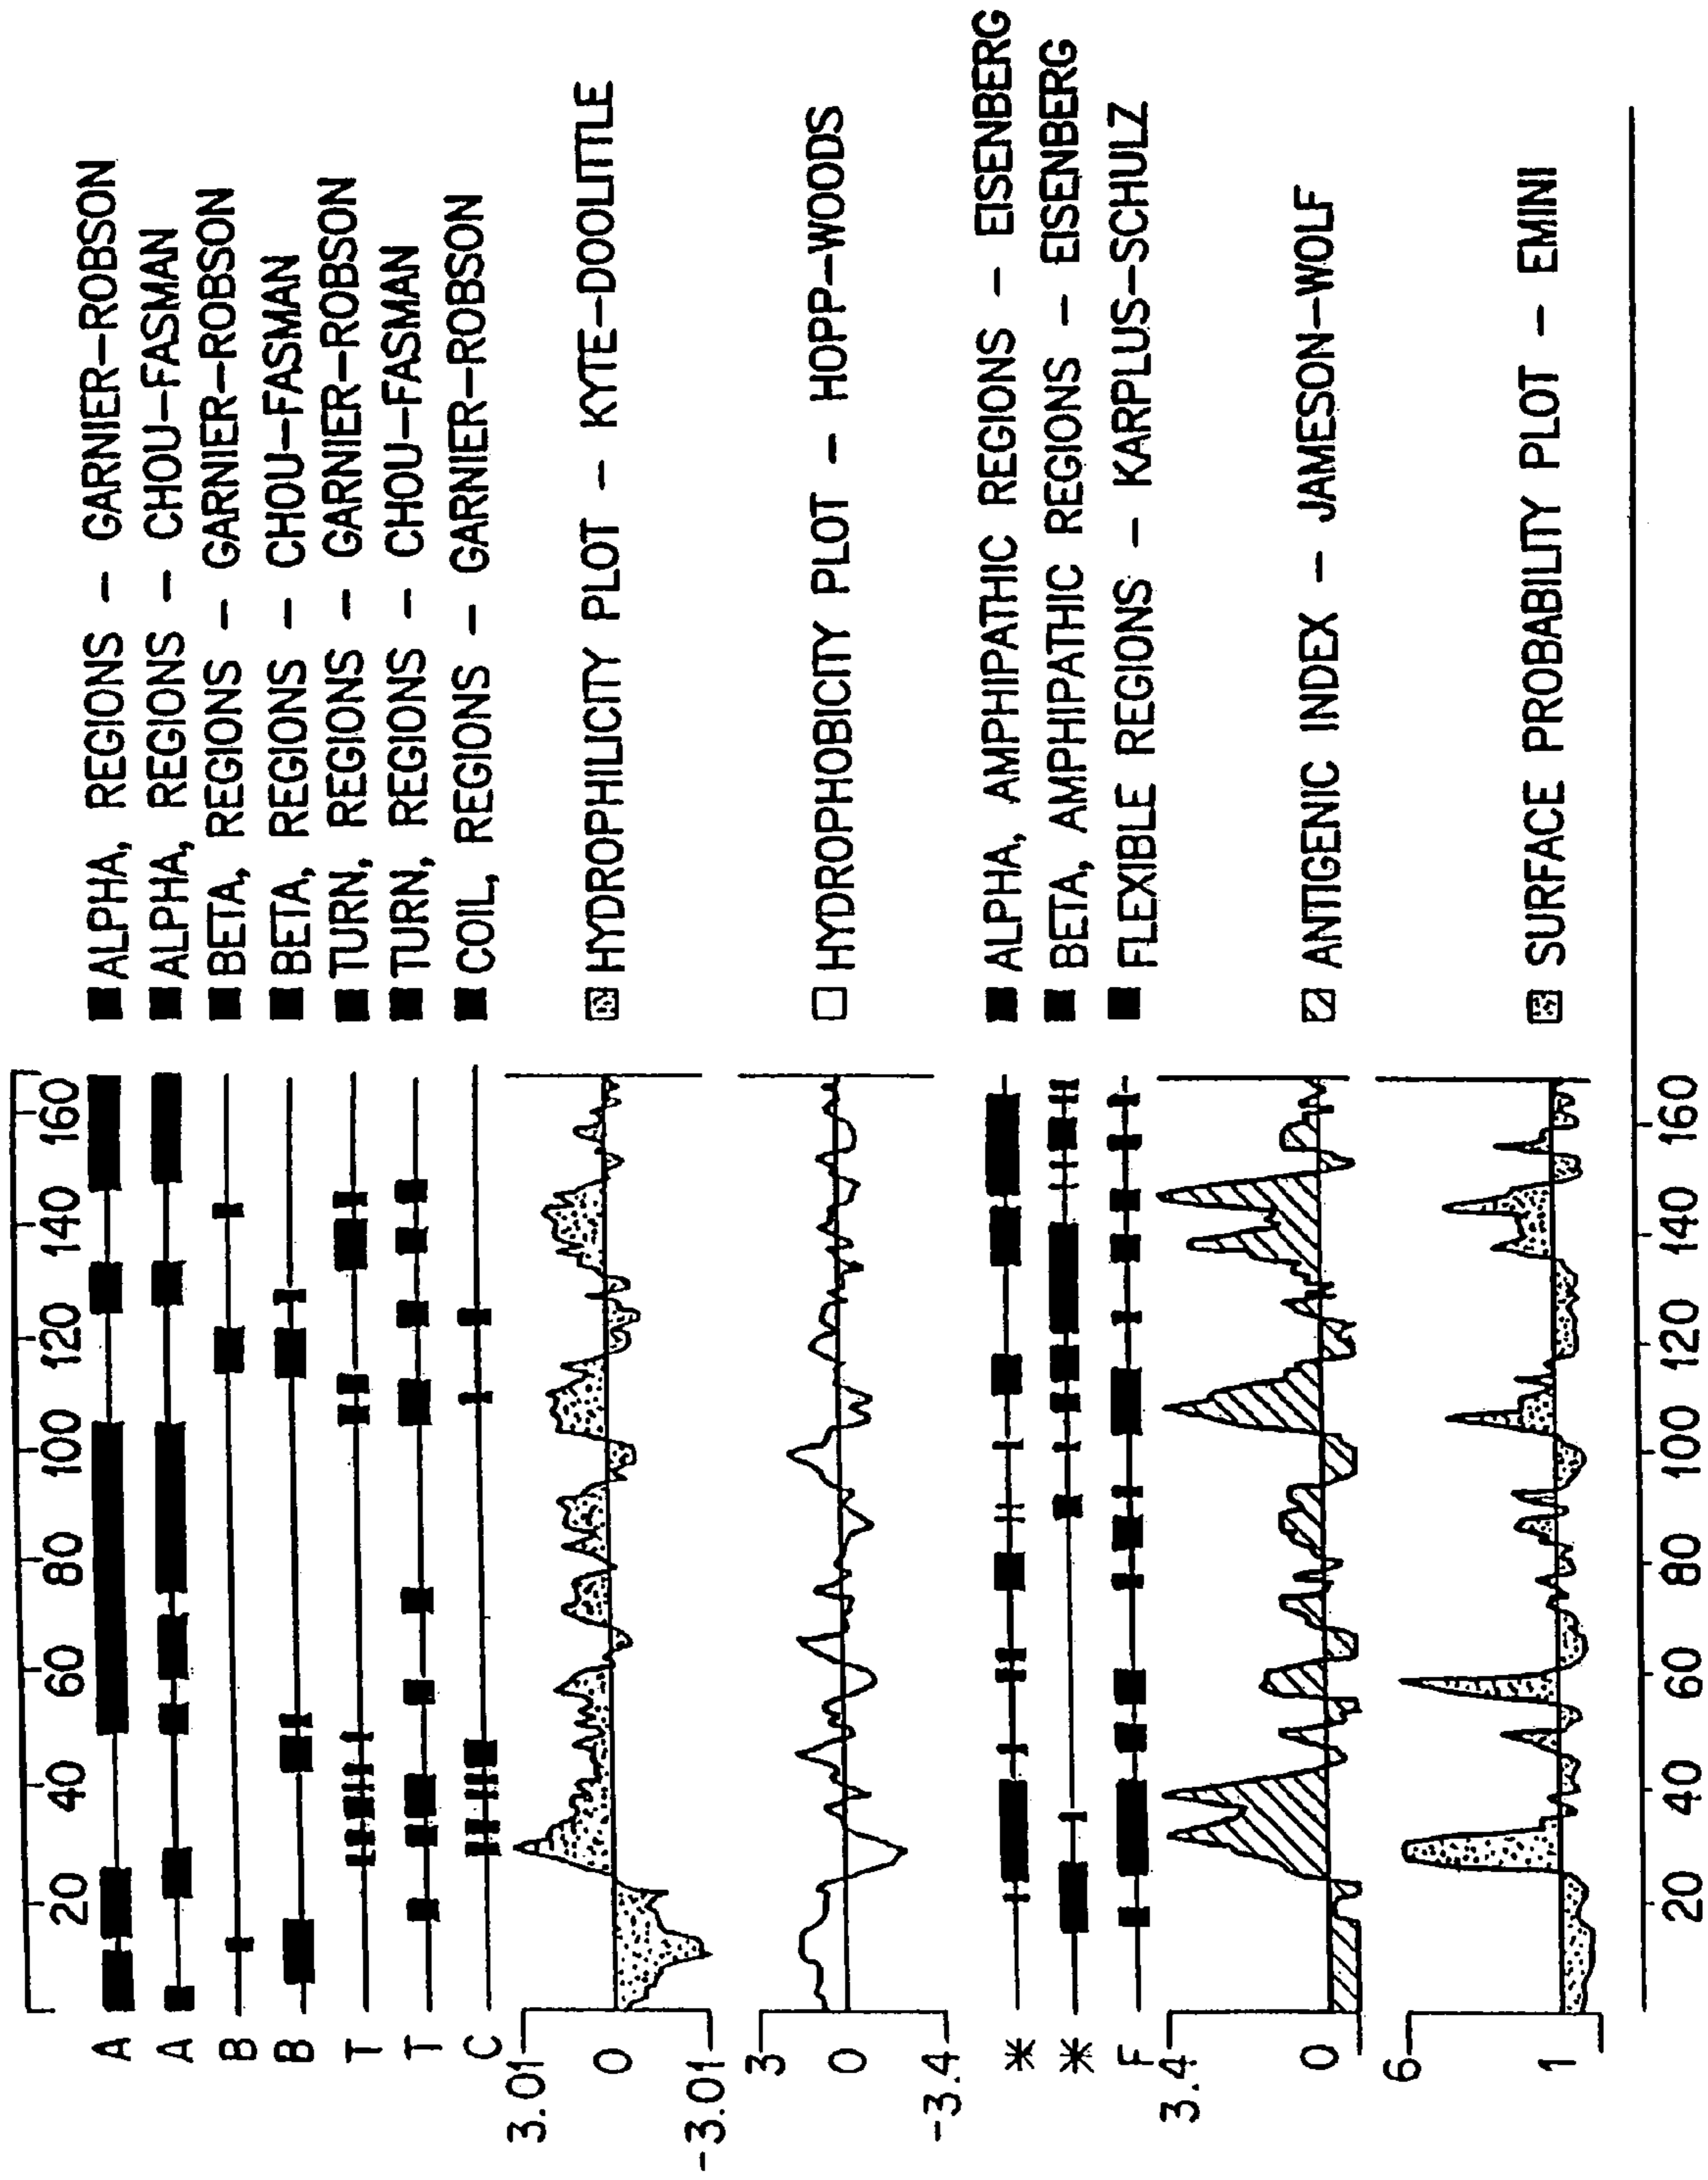 20 40 60 80 100 120 140 160
A ALPHA, REGIONS – GARNIER–ROBSON
A ALPHA, REGIONS – CHOU–FASMAN
B BETA, REGIONS – GARNIER–ROBSON
B BETA, REGIONS – CHOU–FASMAN
T TURN, REGIONS – GARNIER–ROBSON
T TURN, REGIONS – CHOU–FASMAN
C COIL, REGIONS – GARNIER–ROBSON
3.01
0 HYDROPHILICITY PLOT – KYTE–DOOLITTLE
-3.01
3
0 HYDROPHOBICITY PLOT – HOPP–WOODS
-3.4
* ALPHA, AMPHIPATHIC REGIONS – EISENBERG
* BETA, AMPHIPATHIC REGIONS – EISENBERG
F FLEXIBLE REGIONS – KARPLUS–SCHULZ
3.4
0 ANTIGENIC INDEX – JAMESON–WOLF
6
1 SURFACE PROBABILITY PLOT – EMINI
20 40 60 80 100 120 140 160